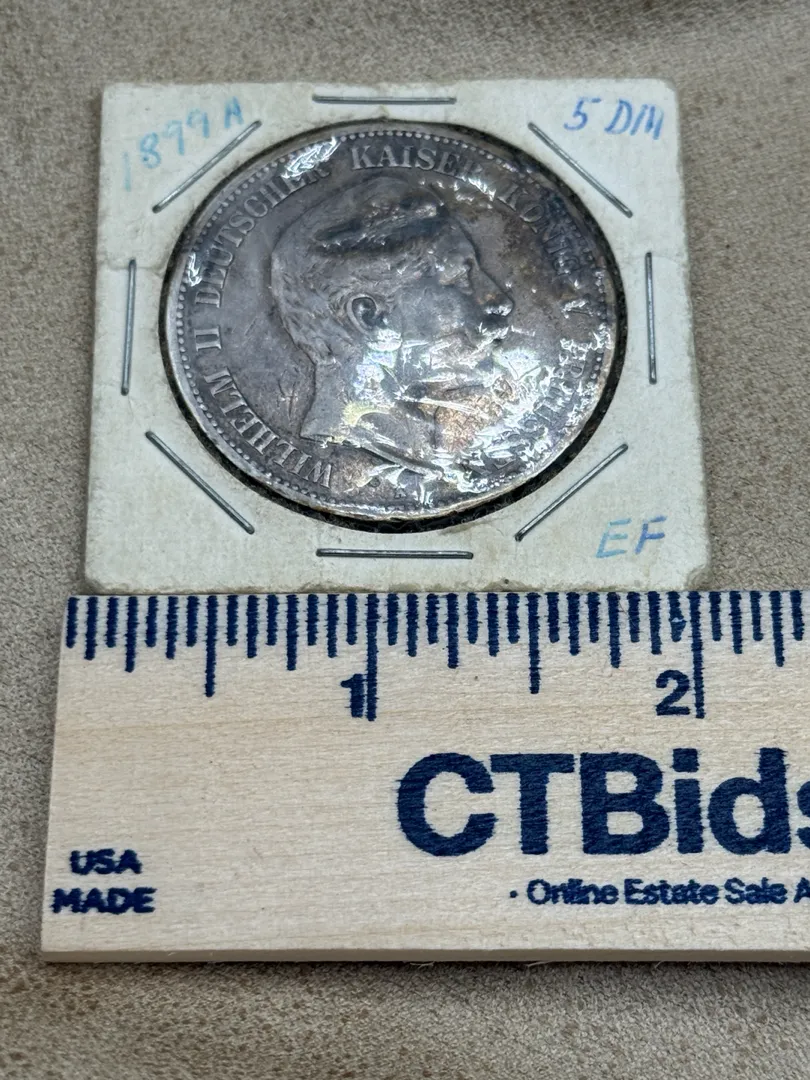 1899A
5 DM
WILHELM II DEUTSCHER KAISER KÖNIG V. PREUSSEN
EF
1
2
CTBids
USA
MADE
· Online Estate Sale A